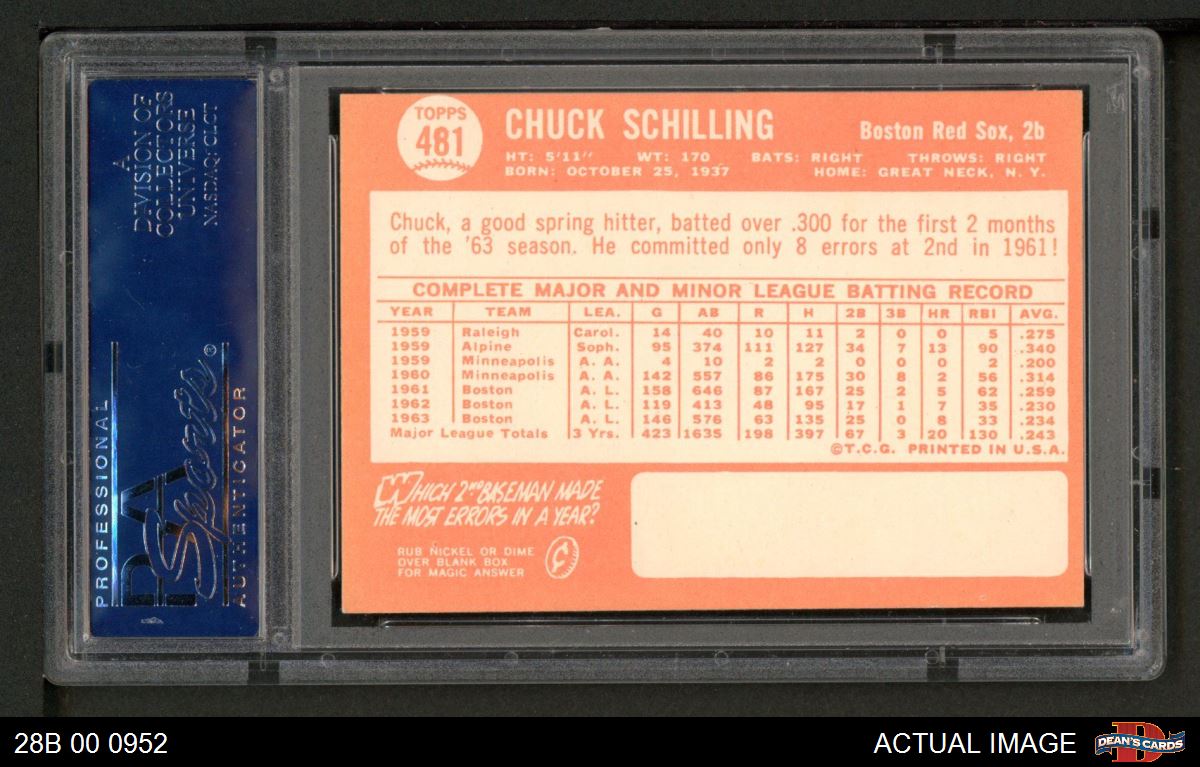 A
DIVISION OF
COLLECTORS
UNIVERSE
NASDAQ: CLCT
PROFESSIONAL
PSA
Sports®
AUTHENTICATOR
TOPPS
481
CHUCK SCHILLING
Boston Red Sox, 2b
HT: 5'11" WT: 170 BATS: RIGHT THROWS: RIGHT
BORN: OCTOBER 25, 1937 HOME: GREAT NECK, N. Y.
Chuck, a good spring hitter, batted over .300 for the first 2 months
of the '63 season. He committed only 8 errors at 2nd in 1961!
COMPLETE MAJOR AND MINOR LEAGUE BATTING RECORD
YEAR TEAM LEA. G AB R H 2B 3B HR RBI AVG.
1959 Raleigh Carol. 14 40 10 11 2 0 0 5 .275
1959 Alpine Soph. 95 374 111 127 34 7 13 90 .340
1959 Minneapolis A. A. 4 10 2 2 0 0 0 2 .200
1960 Minneapolis A. A. 142 557 86 175 30 8 2 56 .314
1961 Boston A. L. 158 646 87 167 25 2 5 62 .259
1962 Boston A. L. 119 413 48 95 17 1 7 35 .230
1963 Boston A. L. 146 576 63 135 25 0 8 33 .234
Major League Totals 3 Yrs. 423 1635 198 397 67 3 20 130 .243
©T.C.G. PRINTED IN U.S.A.
WHICH 2ND BASEMAN MADE
THE MOST ERRORS IN A YEAR?
RUB NICKEL OR DIME
OVER BLANK BOX
FOR MAGIC ANSWER
28B 00 0952
ACTUAL IMAGE
D
DEAN'S CARDS